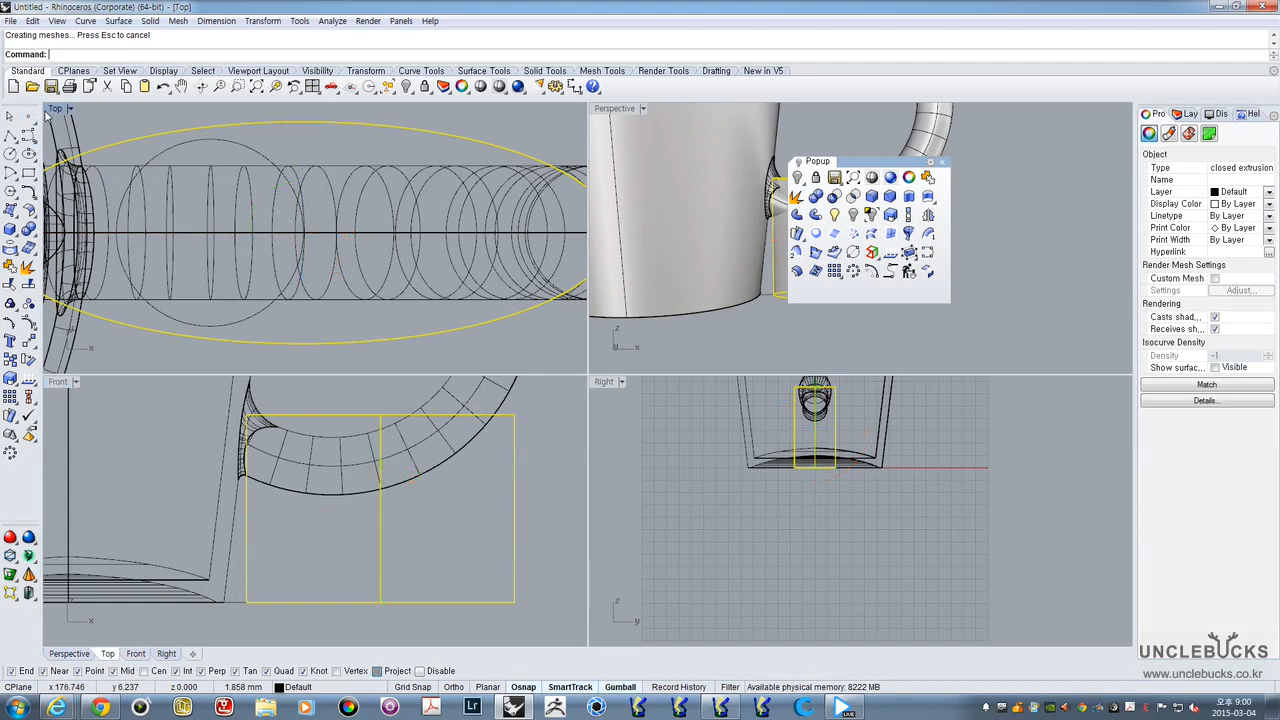 Untitled - Rhinoceros (Corporate) (64-bit) - [Top]
File Edit View Curve Surface Solid Mesh Dimension Transform Tools Analyze Render Panels Help
Creating meshes... Press Esc to cancel
Command:
Standard CPlanes Set View Display Select Viewport Layout Visibility Transform Curve Tools Surface Tools Solid Tools Mesh Tools Render Tools Drafting New in V5
Top
x
Perspective
z
y x
Popup
Front
z
x
Right
z
y
Pro Lay Dis Hel
Object
Type closed extrusion
Name
Layer Default
Display Color By Layer
Linetype By Layer
Print Color By Layer
Print Width By Layer
Hyperlink
Render Mesh Settings
Custom Mesh
Settings Adjust...
Rendering
Casts shad...
Receives sh...
Isocurve Density
Density -1
Show surfac... Visible
Match
Details...
Perspective Top Front Right
UNCLEBUCKS
www.unclebucks.co.kr
End Near Point Mid Cen Int Perp Tan Quad Knot Vertex Project Disable
CPlane x 176.746 y 6.237 z 0.000 1.858 mm Default Grid Snap Ortho Planar Osnap SmartTrack Gumball Record History Filter Available physical memory: 8222 MB
Lr
LIVE
오후 9:00
2015-03-04